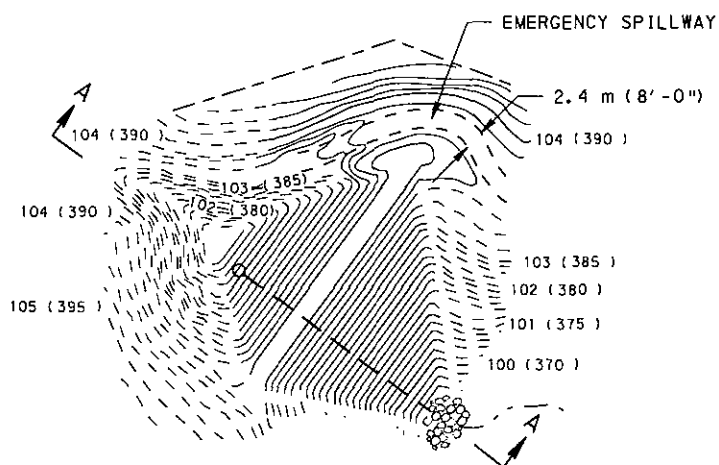 EMERGENCY SPILLWAY
A
2.4 m (8'-0")
104 (390)
104 (390)
103 (385)
102 (380)
104 (390)
103 (385)
102 (380)
105 (395)
101 (375)
100 (370)
A